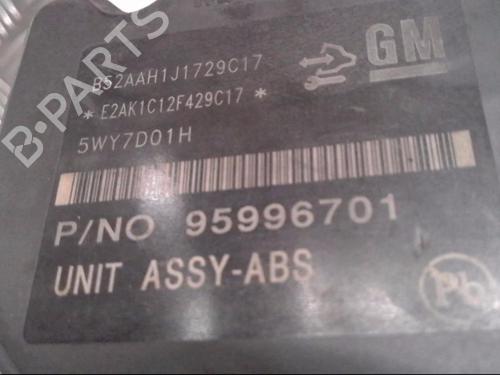 B-PARTS
GM
B52AAH1J1729C17
* E2AK1C12F429C17 *
5WY7D01H
P/NO 95996701
UNIT ASSY-ABS
Pb